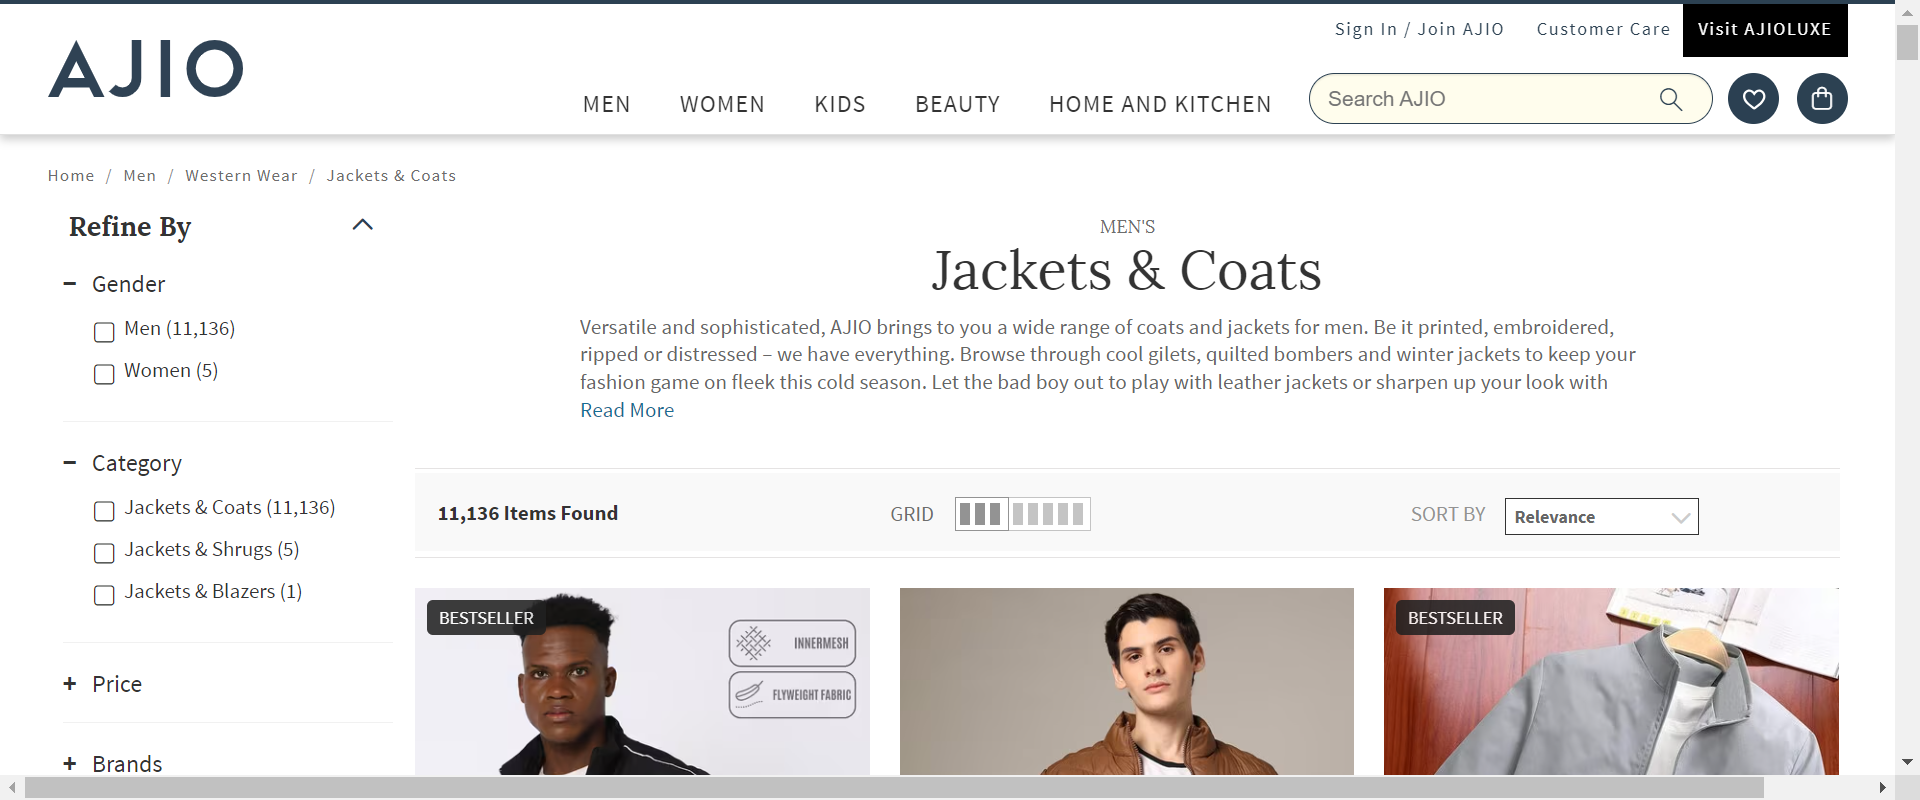 Sign In / Join AJIO
Customer Care
Visit AJIOLUXE
AJIO
MEN
WOMEN
KIDS
BEAUTY
HOME AND KITCHEN
Search AJIO
Home / Men / Western Wear / Jackets & Coats
Refine By
Gender
Men (11,136)
Women (5)
Category
Jackets & Coats (11,136)
Jackets & Shrugs (5)
Jackets & Blazers (1)
Price
Brands
MEN'S
Jackets & Coats
Versatile and sophisticated, AJIO brings to you a wide range of coats and jackets for men. Be it printed, embroidered,
ripped or distressed – we have everything. Browse through cool gilets, quilted bombers and winter jackets to keep your
fashion game on fleek this cold season. Let the bad boy out to play with leather jackets or sharpen up your look with
Read More
11,136 Items Found
GRID
SORT BY
Relevance
BESTSELLER
INNERMESH
FLYWEIGHT FABRIC
BESTSELLER